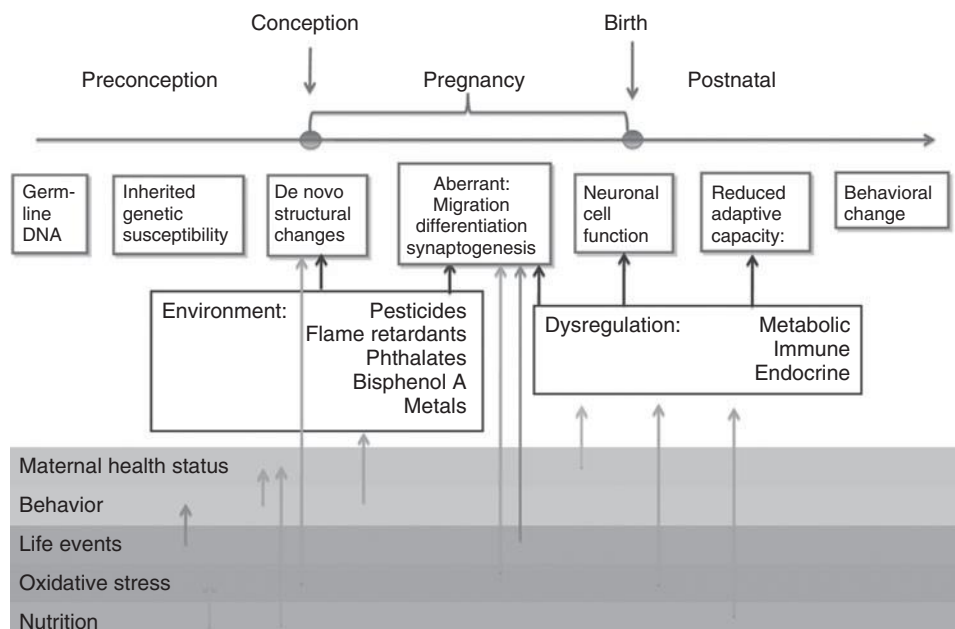 Conception
Birth
Preconception
Pregnancy
Postnatal
Germ-
line
DNA
Inherited
genetic
susceptibility
De novo
structural
changes
Aberrant:
Migration
differentiation
synaptogenesis
Neuronal
cell
function
Reduced
adaptive
capacity:
Behavioral
change
Environment:
Pesticides
Flame retardants
Phthalates
Bisphenol A
Metals
Dysregulation:
Metabolic
Immune
Endocrine
Maternal health status
Behavior
Life events
Oxidative stress
Nutrition